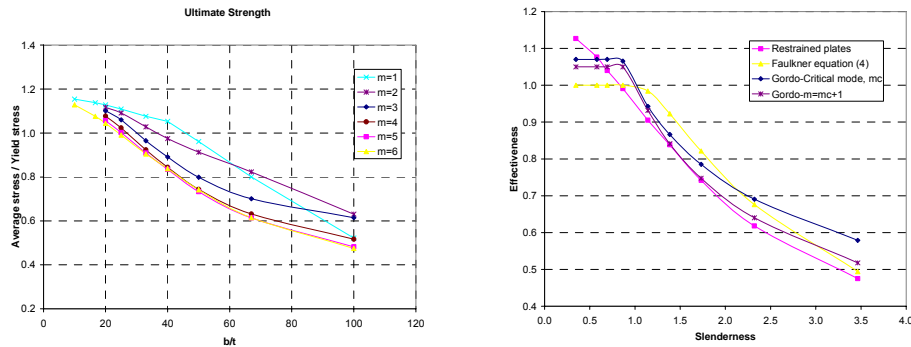 Ultimate Strength
Average stress / Yield stress
1.4
1.2
1.0
0.8
0.6
0.4
0.2
0
20
40
60
80
100
120
b/t
m=1
m=2
m=3
m=4
m=5
m=6
Effectiveness
1.2
1.1
1.0
0.9
0.8
0.7
0.6
0.5
0.4
0.0
0.5
1.0
1.5
2.0
2.5
3.0
3.5
4.0
Slenderness
Restrained plates
Faulkner equation (4)
Gordo-Critical mode, mc
Gordo-m=mc+1